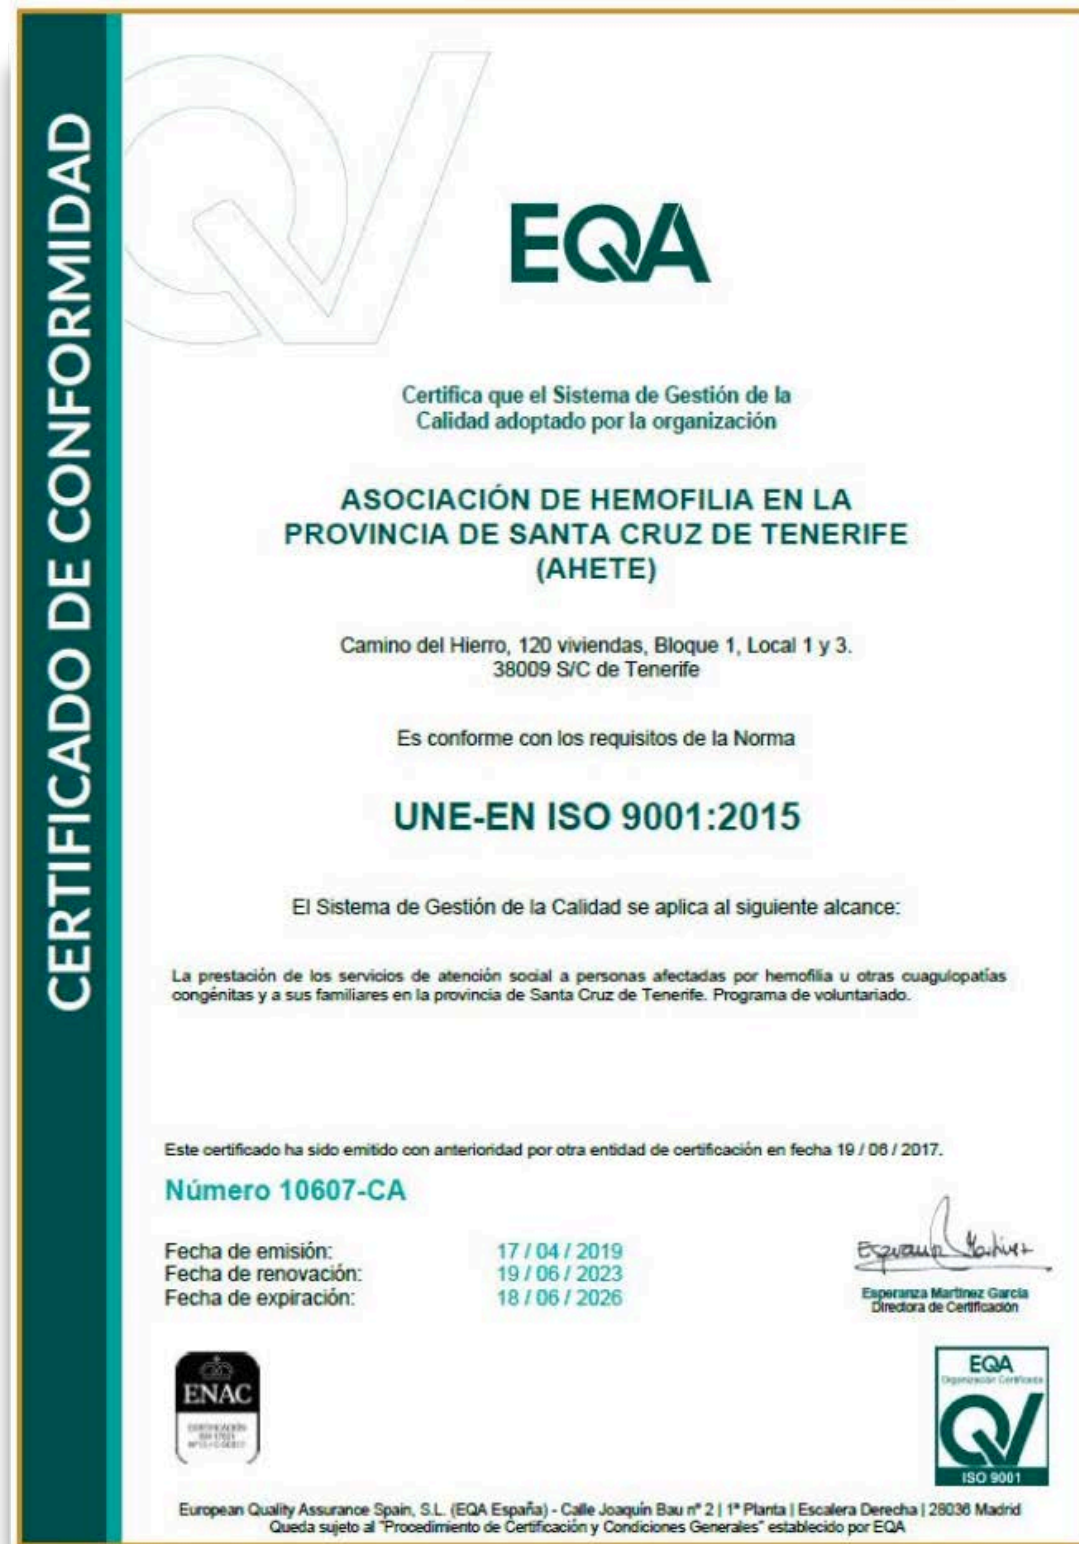 CERTIFICADO DE CONFORMIDAD
EQA
Certifica que el Sistema de Gestión de la
Calidad adoptado por la organización
ASOCIACIÓN DE HEMOFILIA EN LA
PROVINCIA DE SANTA CRUZ DE TENERIFE
(AHETE)
Camino del Hierro, 120 viviendas, Bloque 1, Local 1 y 3.
38009 S/C de Tenerife
Es conforme con los requisitos de la Norma
UNE-EN ISO 9001:2015
El Sistema de Gestión de la Calidad se aplica al siguiente alcance:
La prestación de los servicios de atención social a personas afectadas por hemofilia u otras cuagulopatías
congénitas y a sus familiares en la provincia de Santa Cruz de Tenerife. Programa de voluntariado.
Este certificado ha sido emitido con anterioridad por otra entidad de certificación en fecha 19 / 06 / 2017.
Número 10607-CA
Fecha de emisión: 17 / 04 / 2019
Fecha de renovación: 19 / 06 / 2023
Fecha de expiración: 18 / 06 / 2026
Esperanza Martinez
Esperanza Martínez García
Directora de Certificación
ENAC
CERTIFICACIÓN
EQA
Organización Certificada
ISO 9001
European Quality Assurance Spain, S.L. (EQA España) - Calle Joaquín Bau nº 2 | 1ª Planta | Escalera Derecha | 28036 Madrid
Queda sujeto al "Procedimiento de Certificación y Condiciones Generales" establecido por EQA